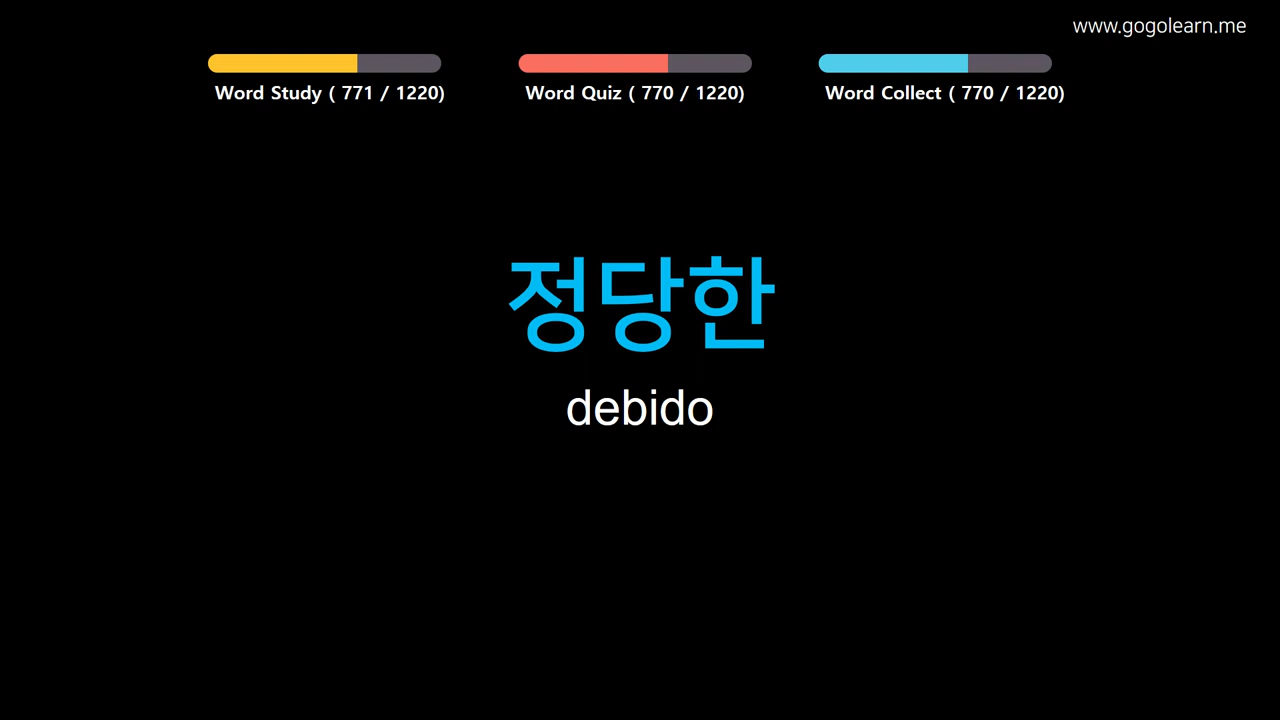 www.gogolearn.me
Word Study ( 771 / 1220)
Word Quiz ( 770 / 1220)
Word Collect ( 770 / 1220)
정당한
debido